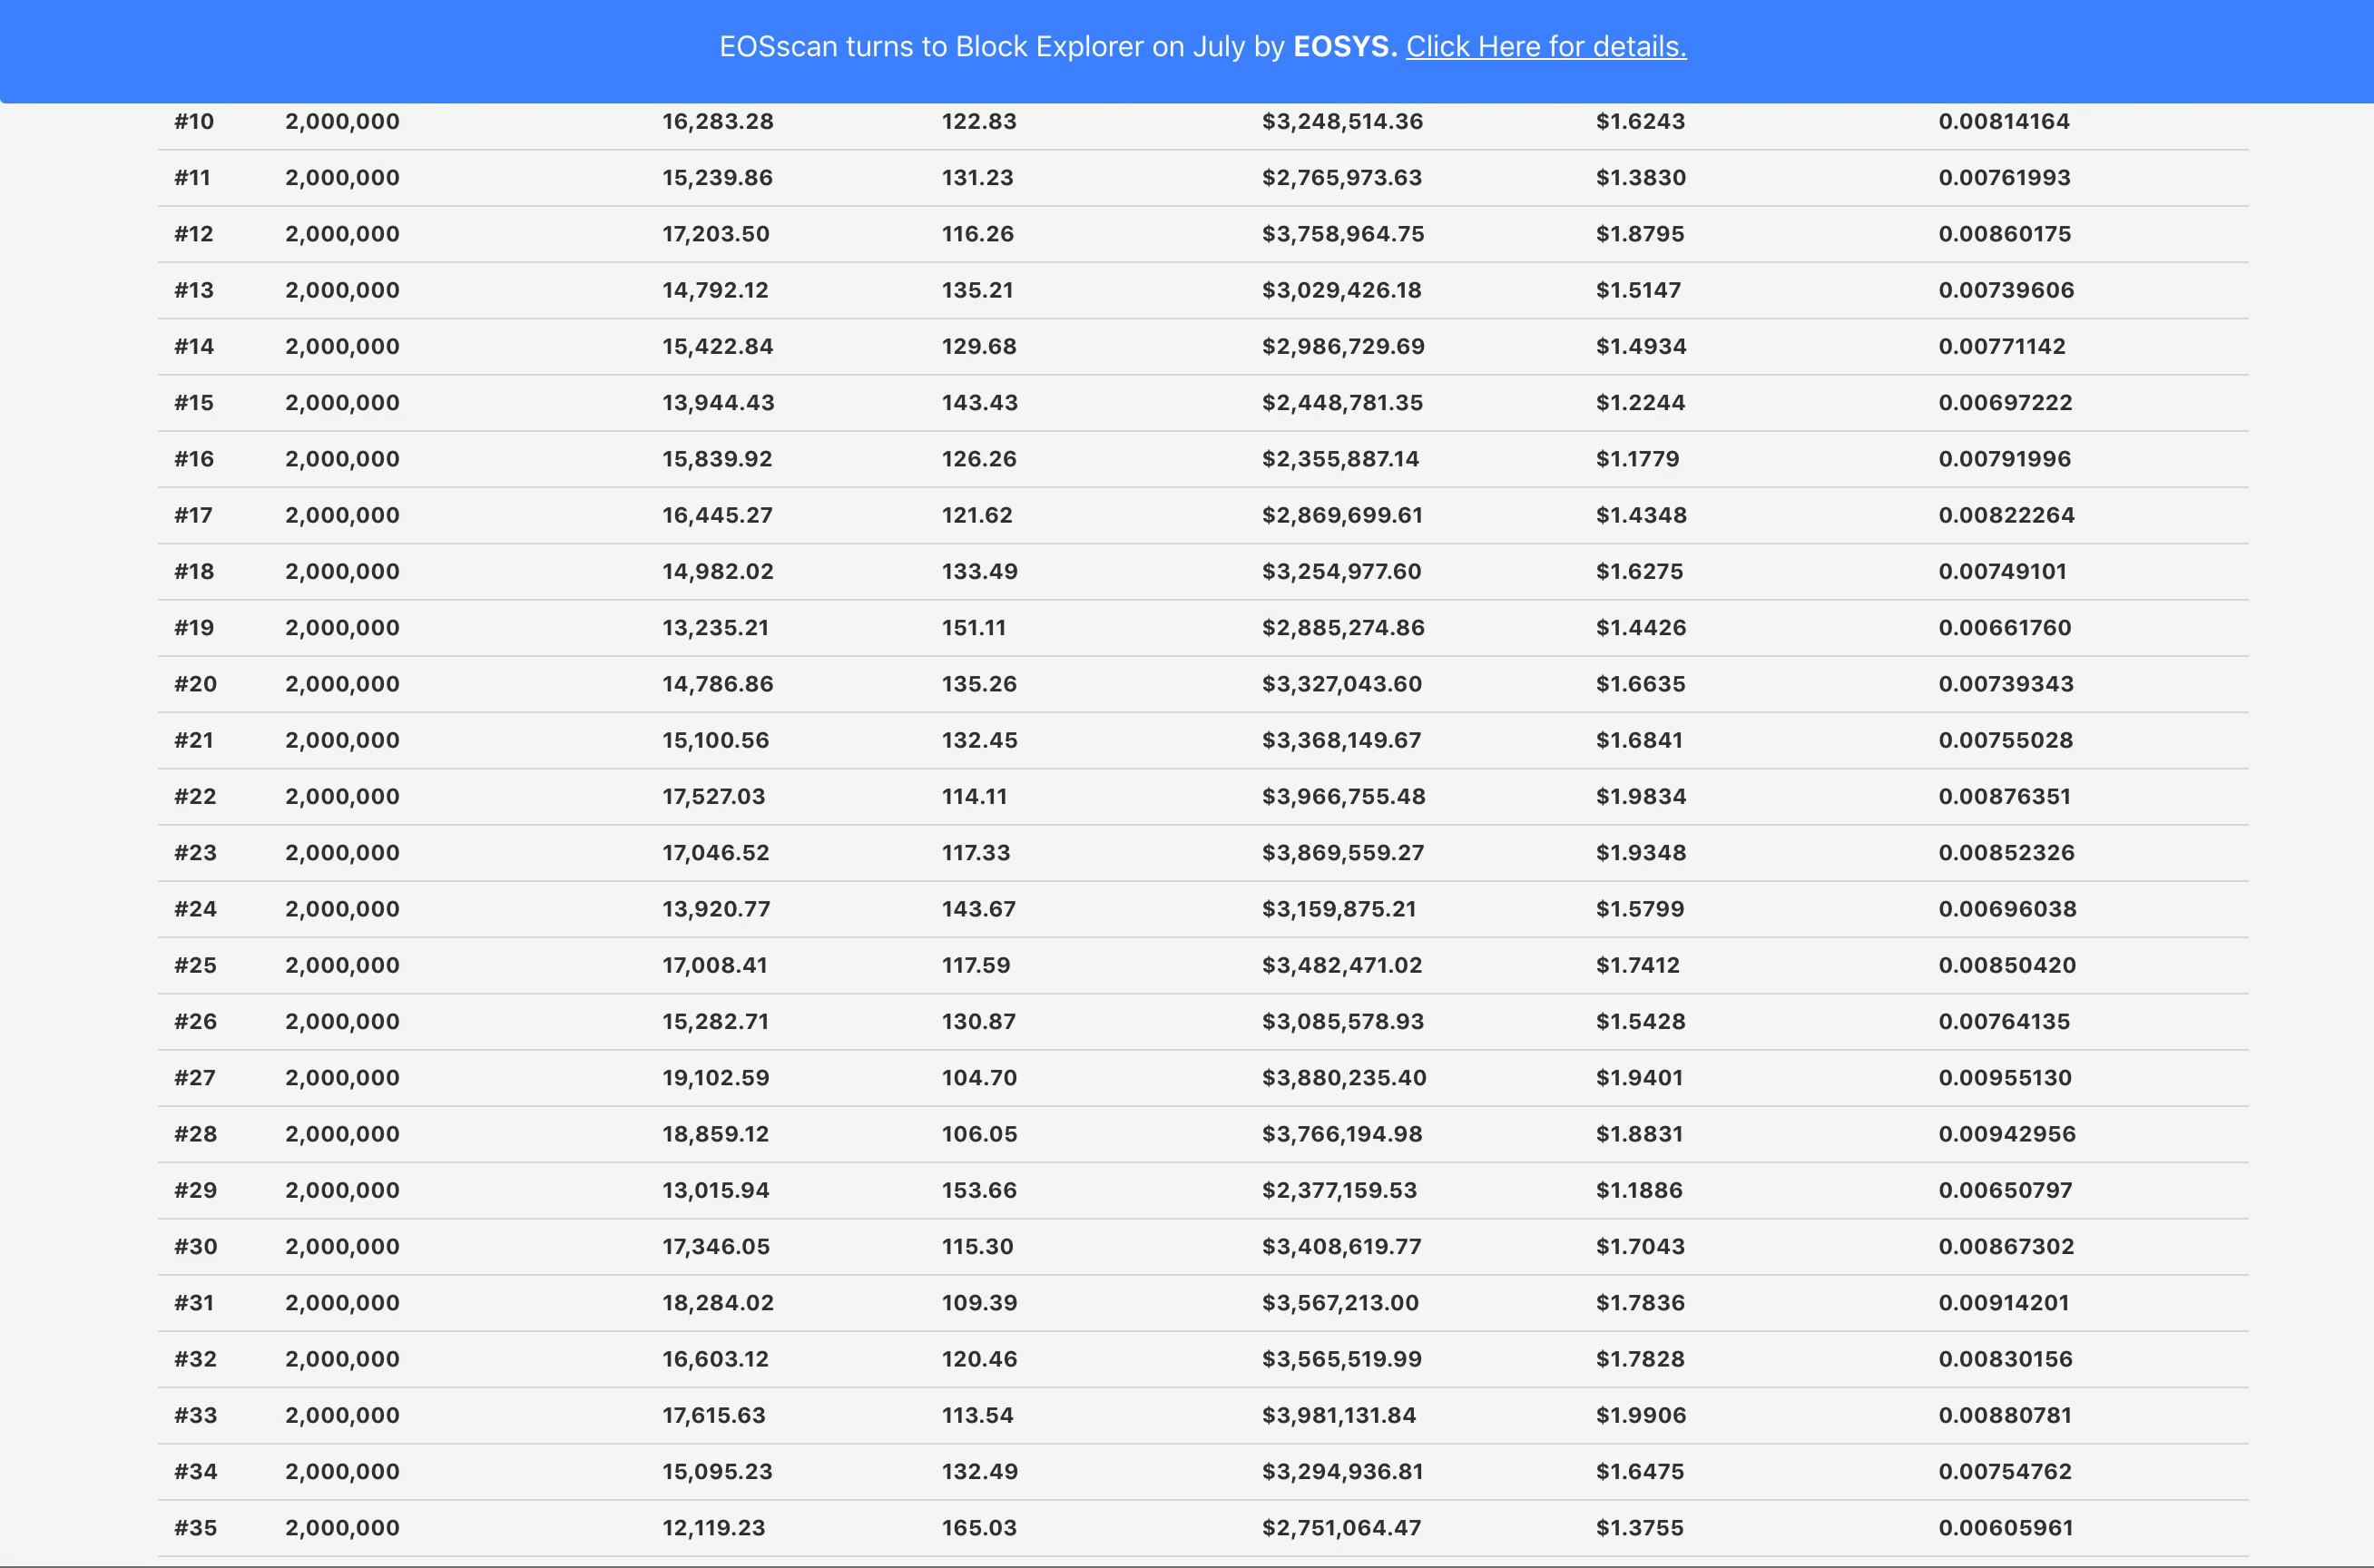 EOSscan turns to Block Explorer on July by EOSYS. Click Here for details.
#10 2,000,000 16,283.28 122.83 $3,248,514.36 $1.6243 0.00814164
#11 2,000,000 15,239.86 131.23 $2,765,973.63 $1.3830 0.00761993
#12 2,000,000 17,203.50 116.26 $3,758,964.75 $1.8795 0.00860175
#13 2,000,000 14,792.12 135.21 $3,029,426.18 $1.5147 0.00739606
#14 2,000,000 15,422.84 129.68 $2,986,729.69 $1.4934 0.00771142
#15 2,000,000 13,944.43 143.43 $2,448,781.35 $1.2244 0.00697222
#16 2,000,000 15,839.92 126.26 $2,355,887.14 $1.1779 0.00791996
#17 2,000,000 16,445.27 121.62 $2,869,699.61 $1.4348 0.00822264
#18 2,000,000 14,982.02 133.49 $3,254,977.60 $1.6275 0.00749101
#19 2,000,000 13,235.21 151.11 $2,885,274.86 $1.4426 0.00661760
#20 2,000,000 14,786.86 135.26 $3,327,043.60 $1.6635 0.00739343
#21 2,000,000 15,100.56 132.45 $3,368,149.67 $1.6841 0.00755028
#22 2,000,000 17,527.03 114.11 $3,966,755.48 $1.9834 0.00876351
#23 2,000,000 17,046.52 117.33 $3,869,559.27 $1.9348 0.00852326
#24 2,000,000 13,920.77 143.67 $3,159,875.21 $1.5799 0.00696038
#25 2,000,000 17,008.41 117.59 $3,482,471.02 $1.7412 0.00850420
#26 2,000,000 15,282.71 130.87 $3,085,578.93 $1.5428 0.00764135
#27 2,000,000 19,102.59 104.70 $3,880,235.40 $1.9401 0.00955130
#28 2,000,000 18,859.12 106.05 $3,766,194.98 $1.8831 0.00942956
#29 2,000,000 13,015.94 153.66 $2,377,159.53 $1.1886 0.00650797
#30 2,000,000 17,346.05 115.30 $3,408,619.77 $1.7043 0.00867302
#31 2,000,000 18,284.02 109.39 $3,567,213.00 $1.7836 0.00914201
#32 2,000,000 16,603.12 120.46 $3,565,519.99 $1.7828 0.00830156
#33 2,000,000 17,615.63 113.54 $3,981,131.84 $1.9906 0.00880781
#34 2,000,000 15,095.23 132.49 $3,294,936.81 $1.6475 0.00754762
#35 2,000,000 12,119.23 165.03 $2,751,064.47 $1.3755 0.00605961